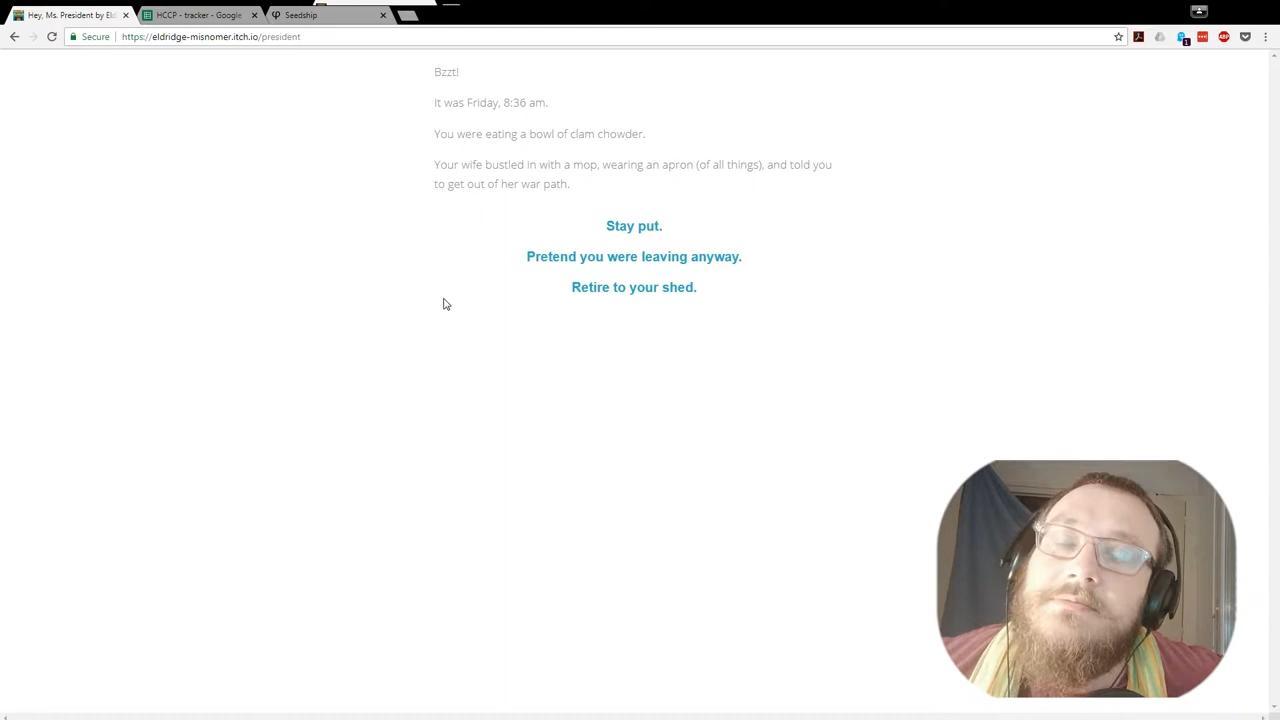 Hey, Ms. President by Eld
HCCP - tracker - Google
Seedship
Secure
https://eldridge-misnomer.itch.io/president
1
ABP
Bzzt!
It was Friday, 8:36 am.
You were eating a bowl of clam chowder.
Your wife bustled in with a mop, wearing an apron (of all things), and told you
to get out of her war path.
Stay put.
Pretend you were leaving anyway.
Retire to your shed.